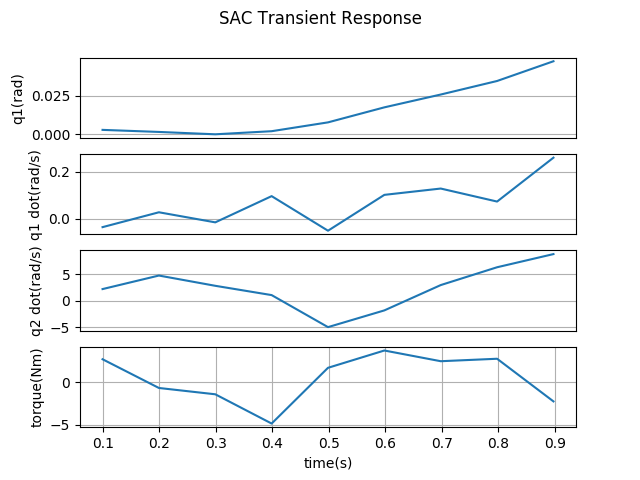 SAC Transient Response
q1(rad)
0.025
0.000
q1 dot(rad/s)
0.2
0.0
q2 dot(rad/s)
5
0
−5
torque(Nm)
0
−5
0.1 0.2 0.3 0.4 0.5 0.6 0.7 0.8 0.9
time(s)